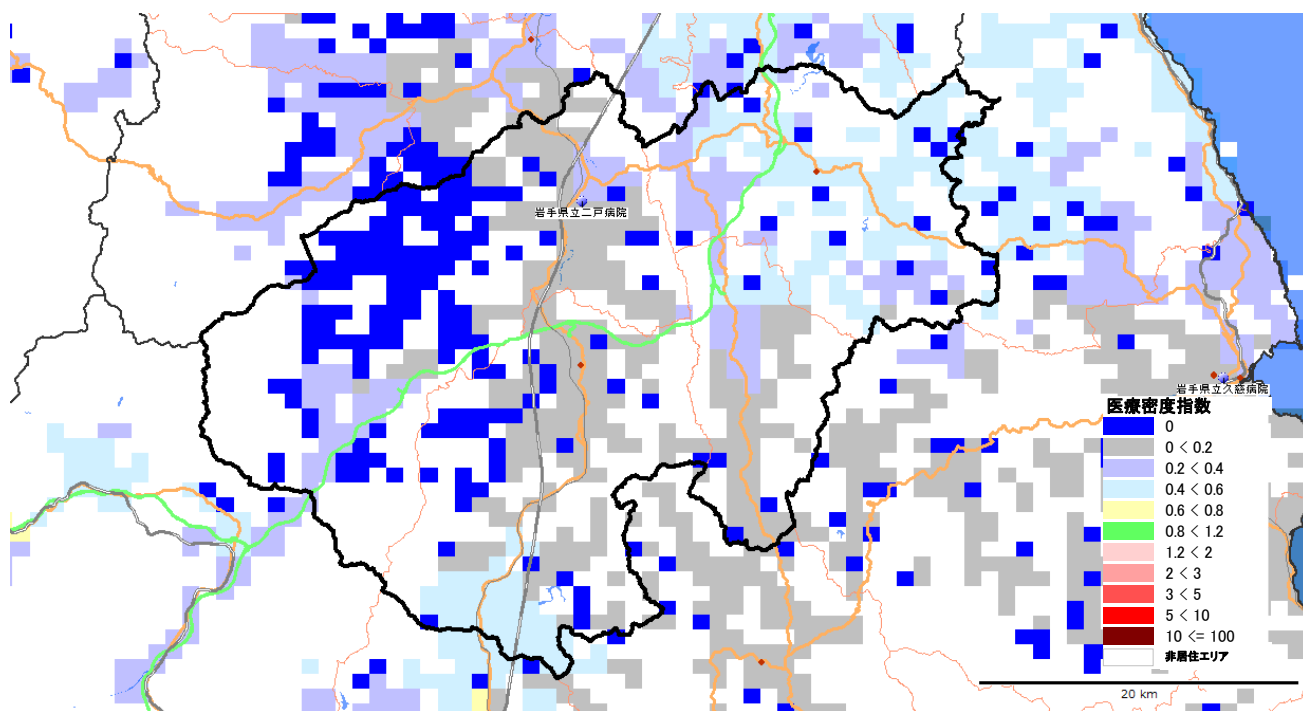 岩手県立二戸病院
岩手県立久慈病院
医療密度指数
0
0 < 0.2
0.2 < 0.4
0.4 < 0.6
0.6 < 0.8
0.8 < 1.2
1.2 < 2
2 < 3
3 < 5
5 < 10
10 <= 100
非居住エリア
20 km